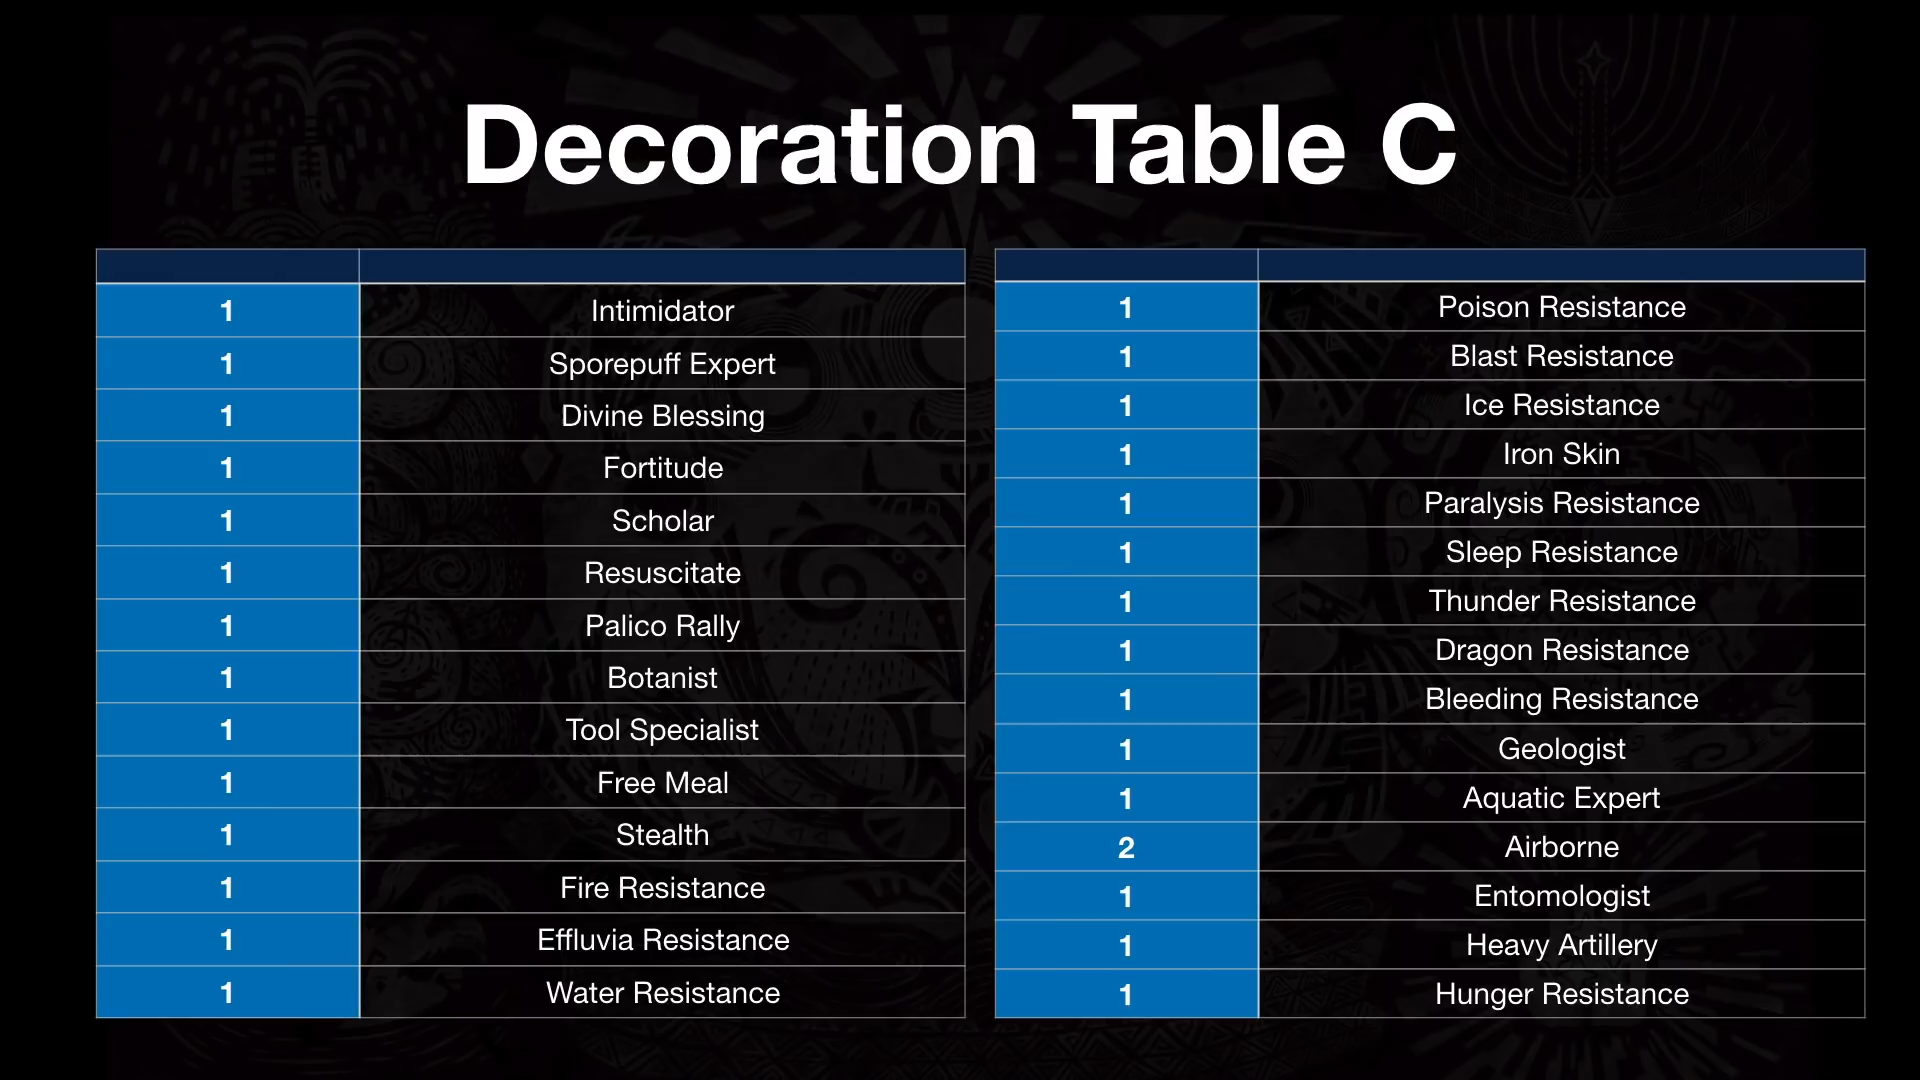 Decoration Table C
1 Intimidator
1 Sporepuff Expert
1 Divine Blessing
1 Fortitude
1 Scholar
1 Resuscitate
1 Palico Rally
1 Botanist
1 Tool Specialist
1 Free Meal
1 Stealth
1 Fire Resistance
1 Effluvia Resistance
1 Water Resistance
1 Poison Resistance
1 Blast Resistance
1 Ice Resistance
1 Iron Skin
1 Paralysis Resistance
1 Sleep Resistance
1 Thunder Resistance
1 Dragon Resistance
1 Bleeding Resistance
1 Geologist
1 Aquatic Expert
2 Airborne
1 Entomologist
1 Heavy Artillery
1 Hunger Resistance